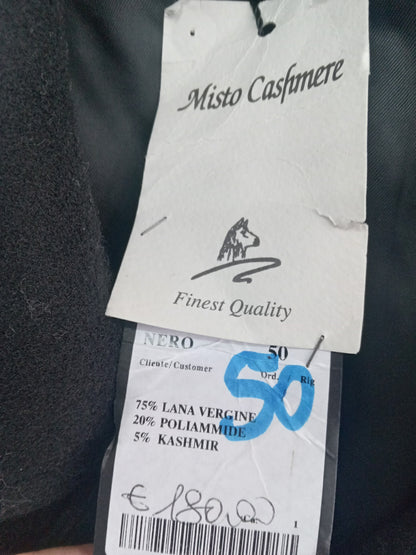 Misto Cashmere
Finest Quality
NERO 50
Cliente/Customer Ord. Rig
50
75% LANA VERGINE
20% POLIAMMIDE
5% KASHMIR
€ 180,00
1